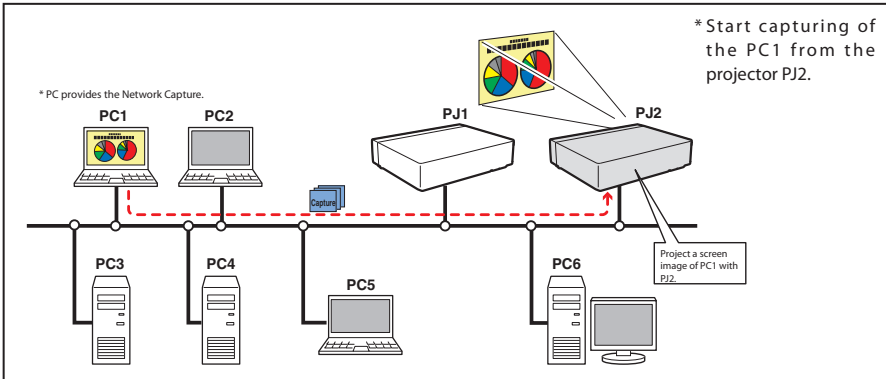 * Start capturing of
the PC1 from the
projector PJ2.
* PC provides the Network Capture.
PC1
PC2
PJ1
PJ2
Capture
Project a screen
image of PC1 with
PJ2.
PC3
PC4
PC5
PC6